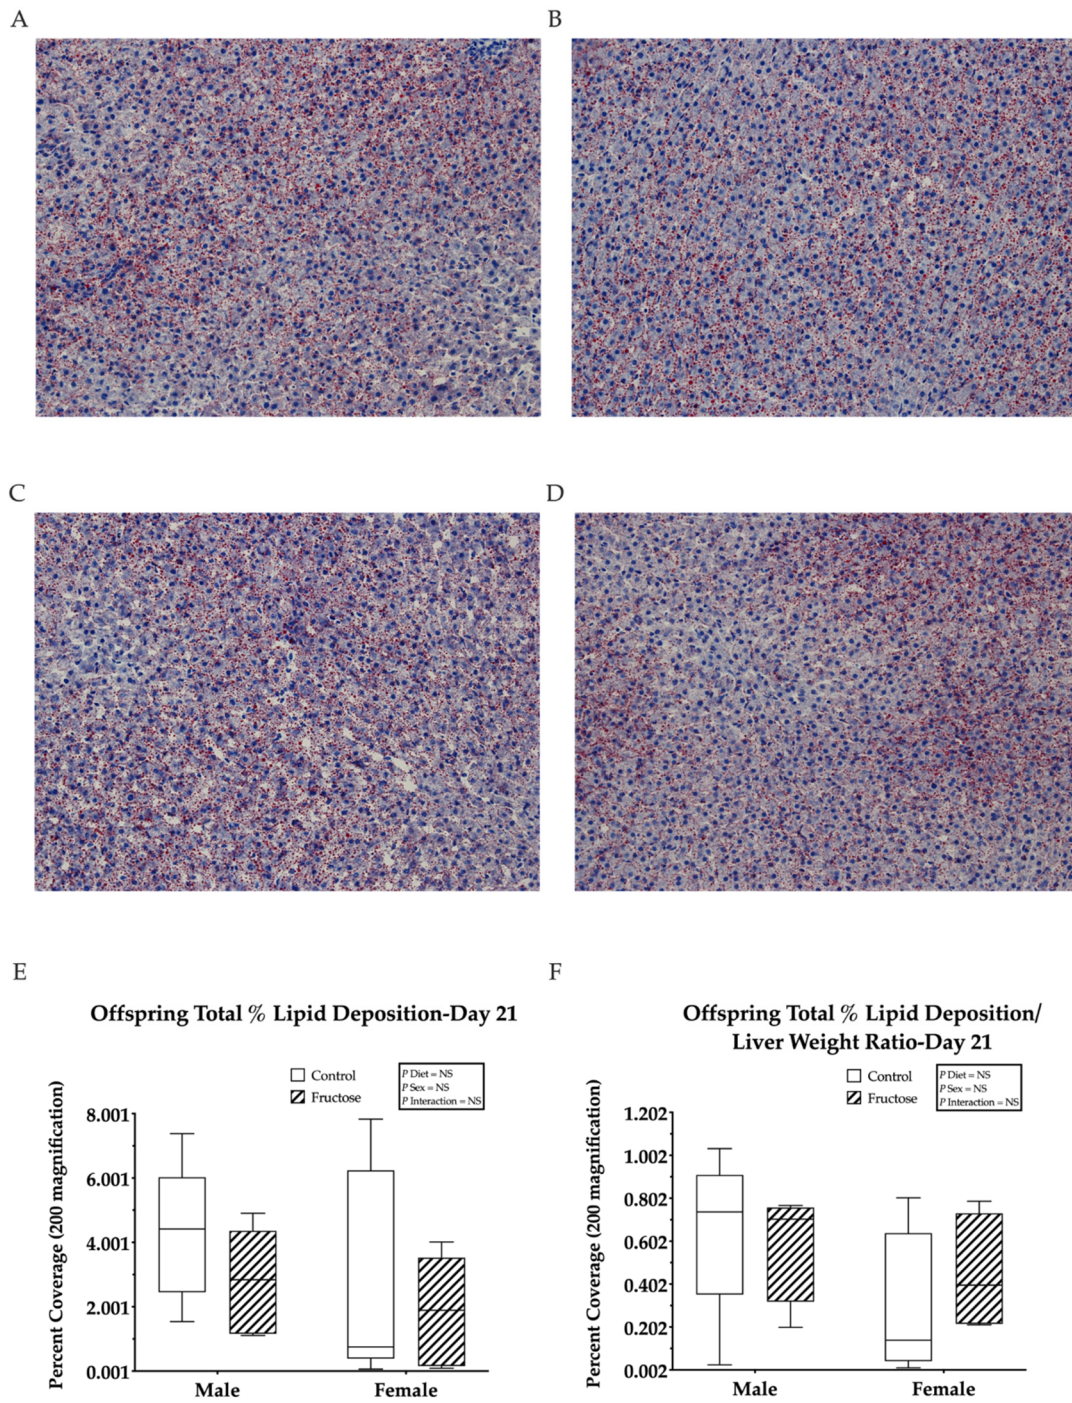 A
B
C
D
E
Offspring Total % Lipid Deposition-Day 21
Control
Fructose
P Diet = NS
P Sex = NS
P Interaction = NS
Percent Coverage (200 magnification)
8.001
6.001
4.001
2.001
0.001
Male
Female
F
Offspring Total % Lipid Deposition/
Liver Weight Ratio-Day 21
Control
Fructose
P Diet = NS
P Sex = NS
P Interaction = NS
Percent Coverage (200 magnification)
1.202
1.002
0.802
0.602
0.402
0.202
0.002
Male
Female